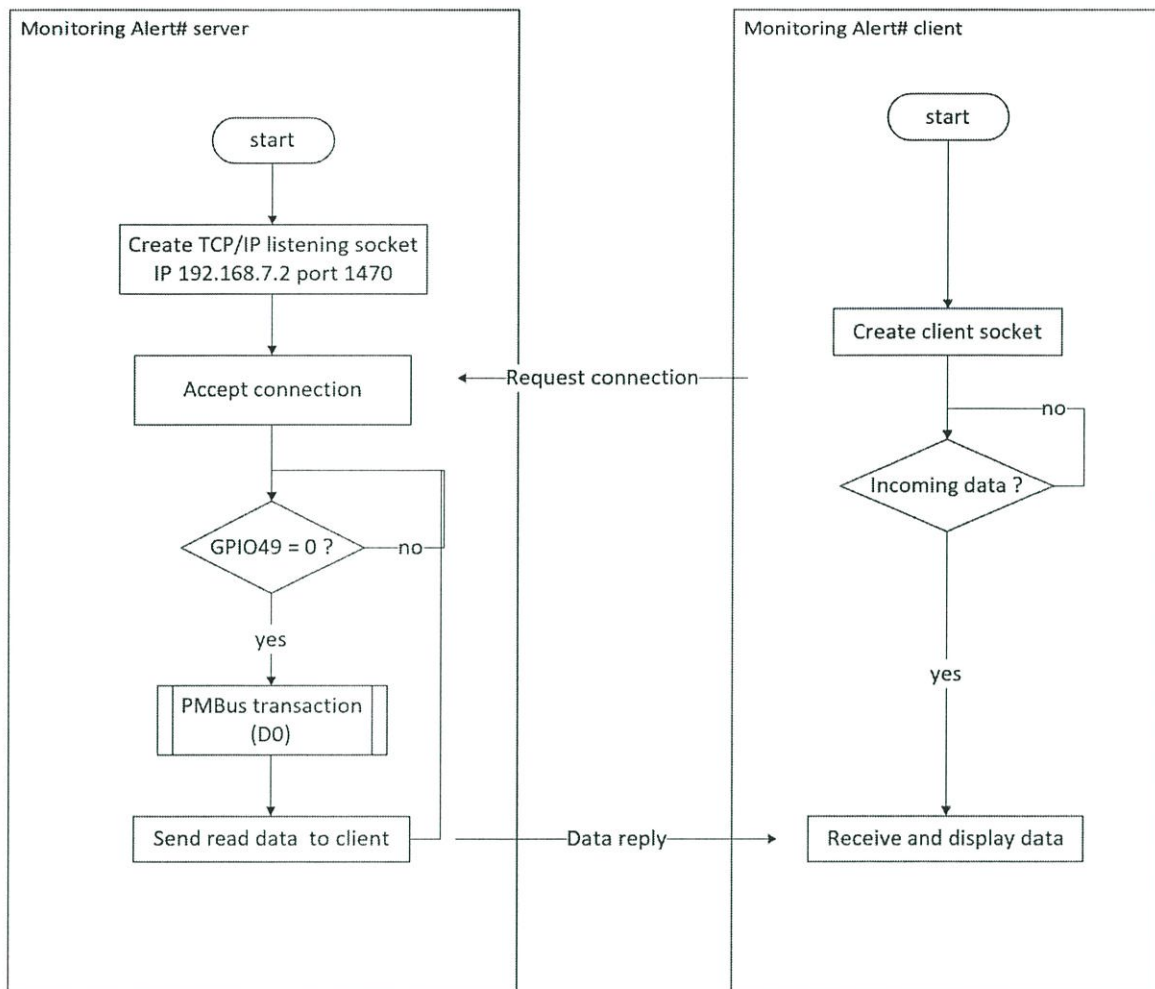 Monitoring Alert# server
start
Create TCP/IP listening socket
IP 192.168.7.2 port 1470
Accept connection
GPIO49 = 0 ?
no
yes
PMBus transaction
(D0)
Send read data to client
Request connection
Data reply
Monitoring Alert# client
start
Create client socket
no
Incoming data ?
yes
Receive and display data